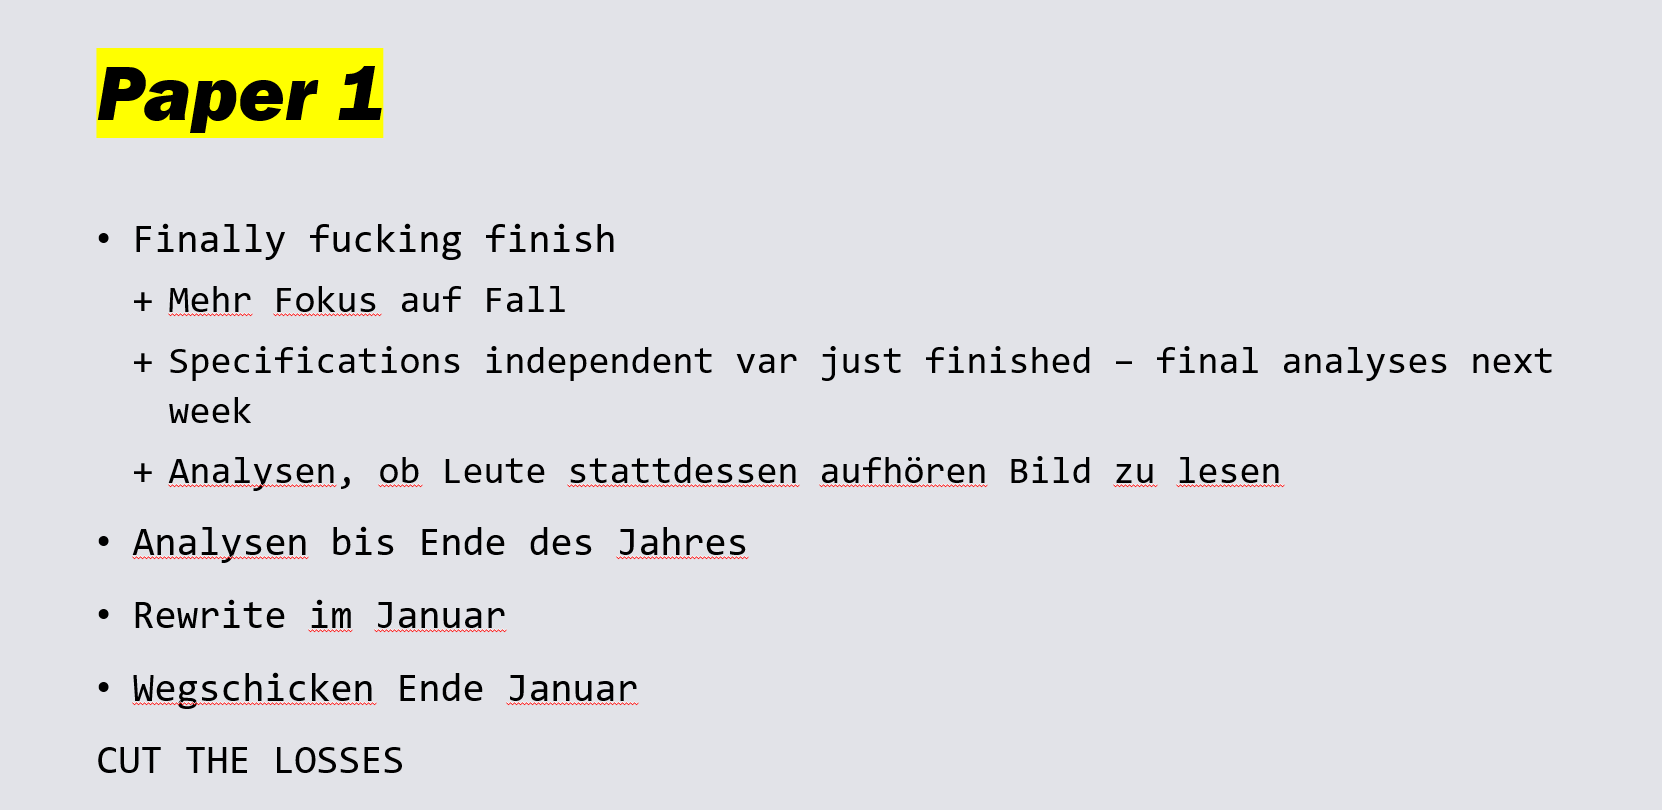 Paper 1
• Finally fucking finish
+ Mehr Fokus auf Fall
+ Specifications independent var just finished – final analyses next
week
+ Analysen, ob Leute stattdessen aufhören Bild zu lesen
• Analysen bis Ende des Jahres
• Rewrite im Januar
• Wegschicken Ende Januar
CUT THE LOSSES